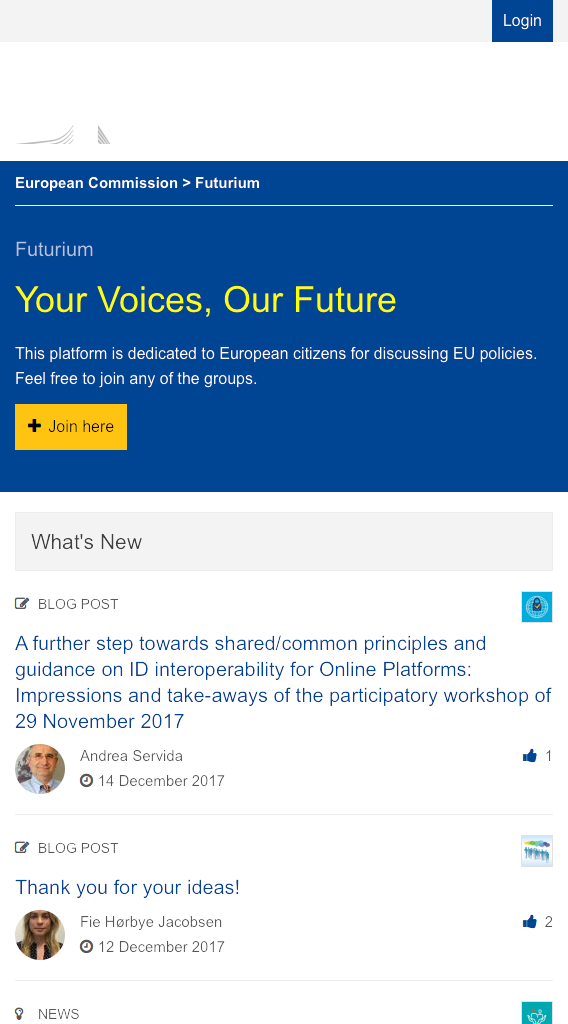 Login
European Commission > Futurium
Futurium
Your Voices, Our Future
This platform is dedicated to European citizens for discussing EU policies.
Feel free to join any of the groups.
Join here
What's New
BLOG POST
A further step towards shared/common principles and
guidance on ID interoperability for Online Platforms:
Impressions and take-aways of the participatory workshop of
29 November 2017
Andrea Servida
1
14 December 2017
BLOG POST
Thank you for your ideas!
Fie Hørbye Jacobsen
2
12 December 2017
NEWS